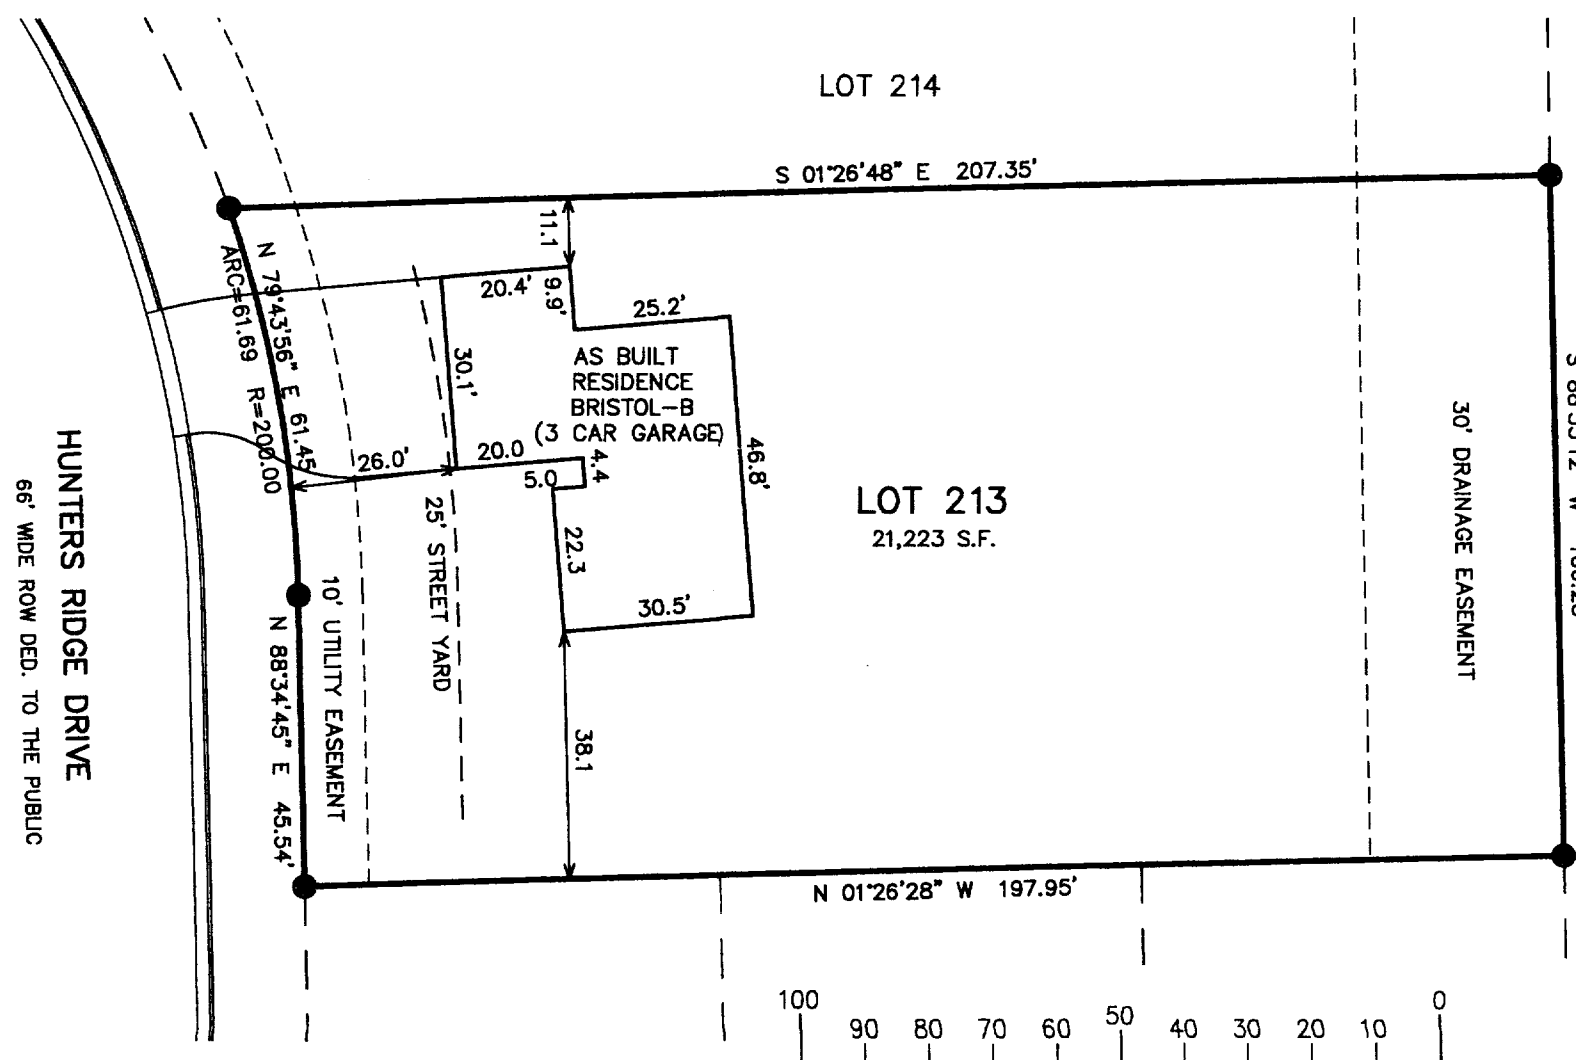 LOT 214
S 01°26'48" E 207.35'
11.1
N 79°43'56" E 61.45
ARC=61.69 R=200.00
20.4'
9.9'
25.2'
30.1'
AS BUILT
RESIDENCE
BRISTOL-B
(3 CAR GARAGE)
46.8'
26.0'
20.0
4.4
5.0
22.3
30.5'
38.1
LOT 213
21,223 S.F.
25' STREET YARD
10' UTILITY EASEMENT
N 88°34'45" E 45.54'
30' DRAINAGE EASEMENT
HUNTERS RIDGE DRIVE
66' WIDE ROW DED. TO THE PUBLIC
N 01°26'28" W 197.95'
100 90 80 70 60 50 40 30 20 10 0